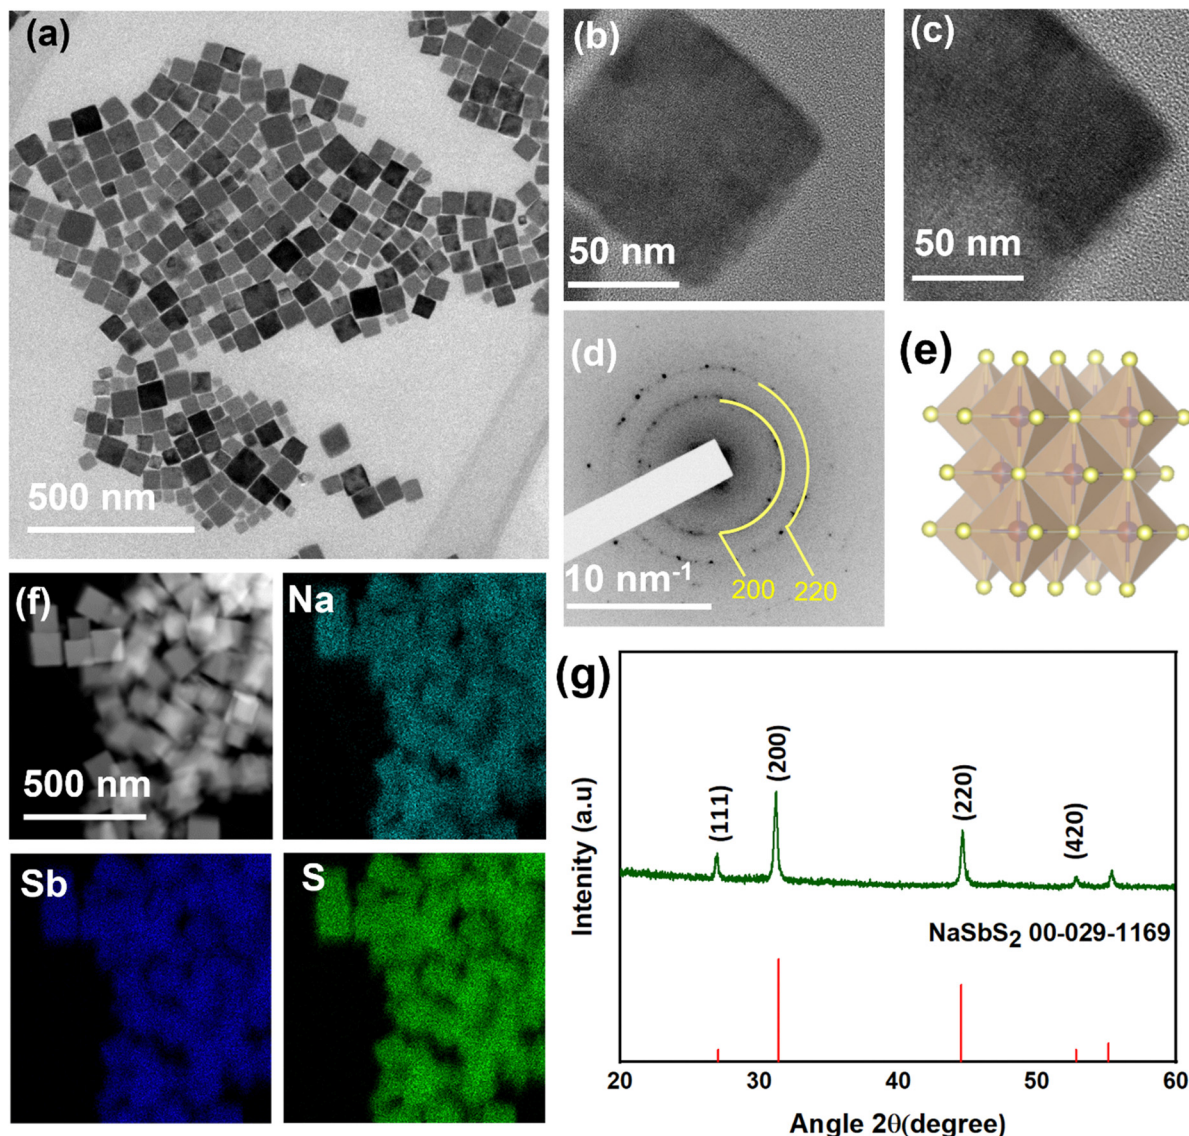 (a)
500 nm
(b)
50 nm
(c)
50 nm
(d)
10 nm⁻¹
200
220
(e)
(f)
500 nm
Na
Sb
S
(g)
Intenity (a.u)
(111)
(200)
(220)
(420)
NaSbS₂ 00-029-1169
20
30
40
50
60
Angle 2θ(degree)